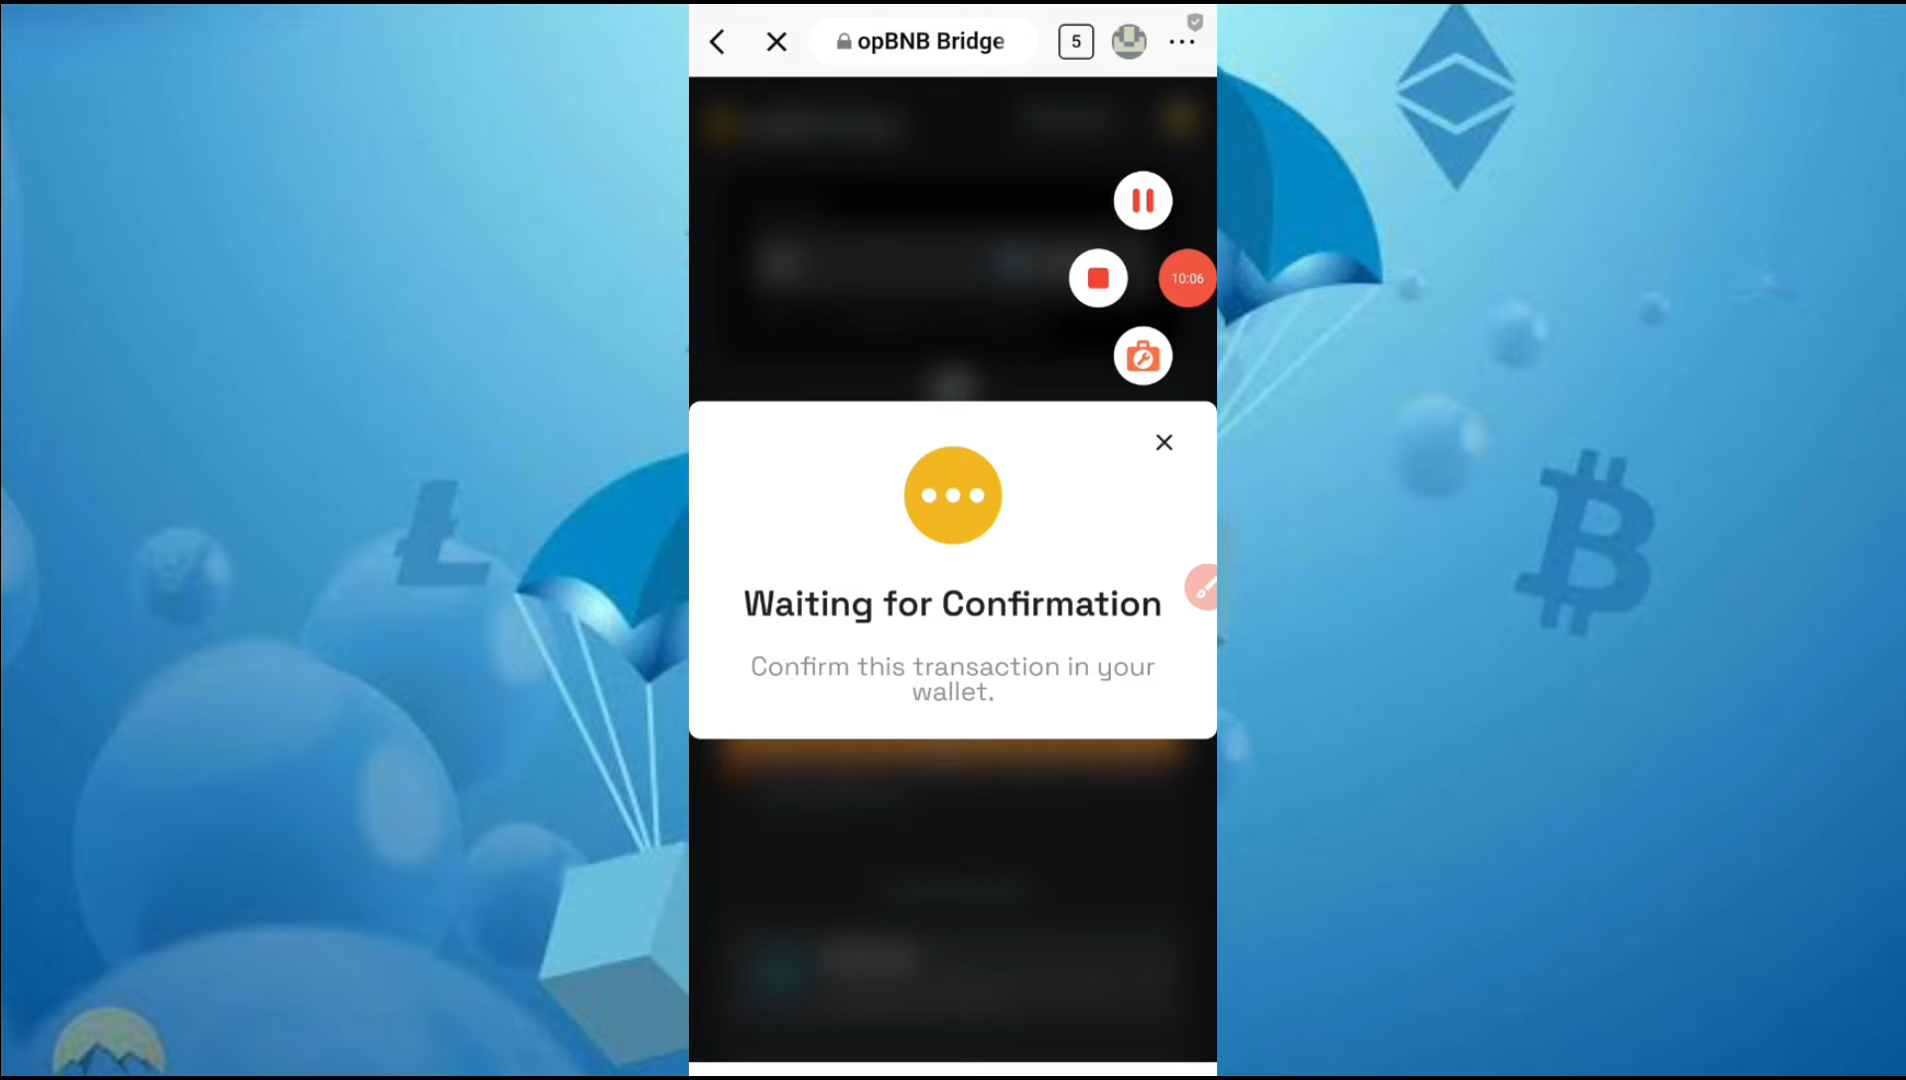 opBNB Bridge
5
10:06
Waiting for Confirmation
Confirm this transaction in your
wallet.